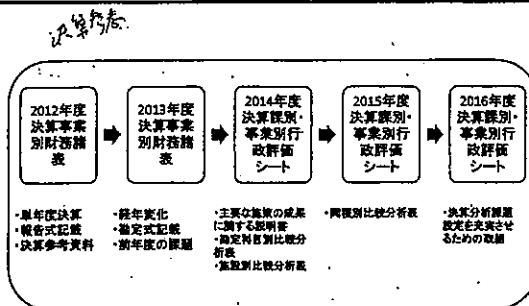 2012年度
決算事業
別財務諸
表
2013年度
決算事業
別財務諸
表
2014年度
決算課別・
事業別行
政評価
シート
2015年度
決算課別・
事業別行
政評価
シート
2016年度
決算課別・
事業別行
政評価
シート
・単年度決算
・報告式記載
・決算参考資料
・経年変化
・勘定式記載
・前年度の課題
・主要な施策の成果
に関する説明書
・勘定科目別比較分
析表
・施設別比較分析表
・同種別比較分析表
・決算分析課題
設定を充実させ
るための取組